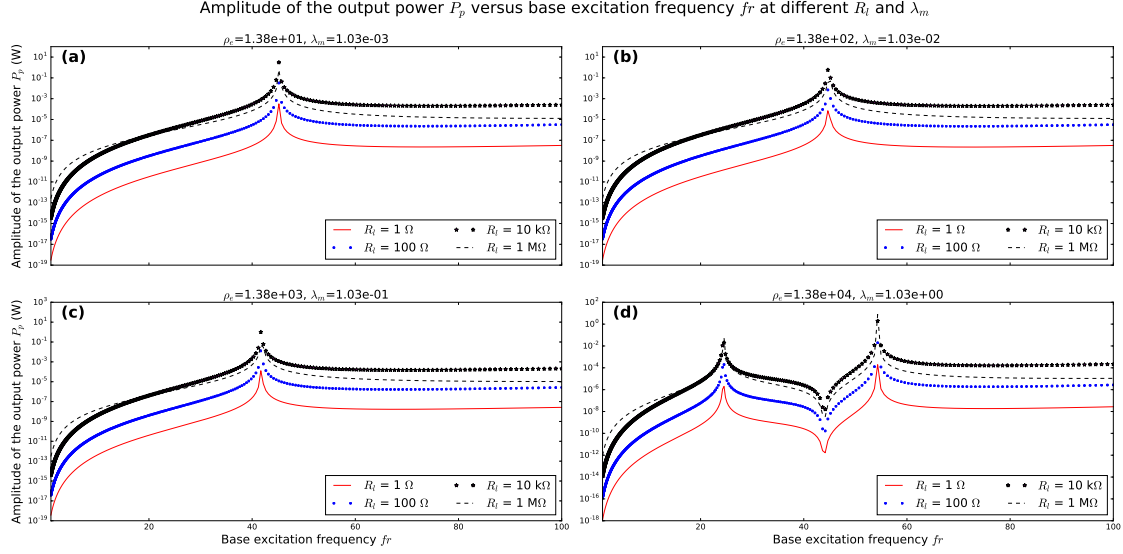 Amplitude of the output power P_p versus base excitation frequency fr at different R_l and λ_m
ρ_e=1.38e+01, λ_m=1.03e-03
(a)
Amplitude of the output power P_p (W)
10^1
10^-1
10^-3
10^-5
10^-7
10^-9
10^-11
10^-13
10^-15
10^-17
10^-19
R_l = 1 Ω
R_l = 100 Ω
R_l = 10 kΩ
R_l = 1 MΩ
ρ_e=1.38e+02, λ_m=1.03e-02
(b)
10^1
10^-1
10^-3
10^-5
10^-7
10^-9
10^-11
10^-13
10^-15
10^-17
10^-19
R_l = 1 Ω
R_l = 100 Ω
R_l = 10 kΩ
R_l = 1 MΩ
ρ_e=1.38e+03, λ_m=1.03e-01
(c)
Amplitude of the output power P_p (W)
10^3
10^1
10^-1
10^-3
10^-5
10^-7
10^-9
10^-11
10^-13
10^-15
10^-17
10^-19
R_l = 1 Ω
R_l = 100 Ω
R_l = 10 kΩ
R_l = 1 MΩ
20 40 60 80 100
Base excitation frequency fr
ρ_e=1.38e+04, λ_m=1.03e+00
(d)
10^2
10^0
10^-2
10^-4
10^-6
10^-8
10^-10
10^-12
10^-14
10^-16
10^-18
R_l = 1 Ω
R_l = 100 Ω
R_l = 10 kΩ
R_l = 1 MΩ
20 40 60 80 100
Base excitation frequency fr